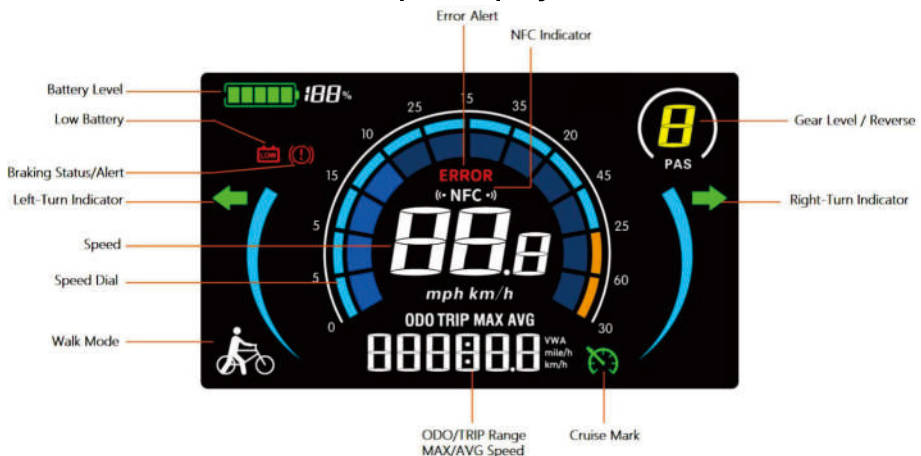 Error Alert
NFC Indicator
Battery Level
188%
Low Battery
LOW
Braking Status/Alert
Left-Turn Indicator
Speed
Speed Dial
Walk Mode
0
5
5
15
10
25
15
35
20
45
25
60
30
ERROR
NFC
88.8
mph km/h
ODO TRIP MAX AVG
888:88.8
VWA
mile/h
km/h
8
PAS
Gear Level / Reverse
Right-Turn Indicator
ODO/TRIP Range
MAX/AVG Speed
Cruise Mark